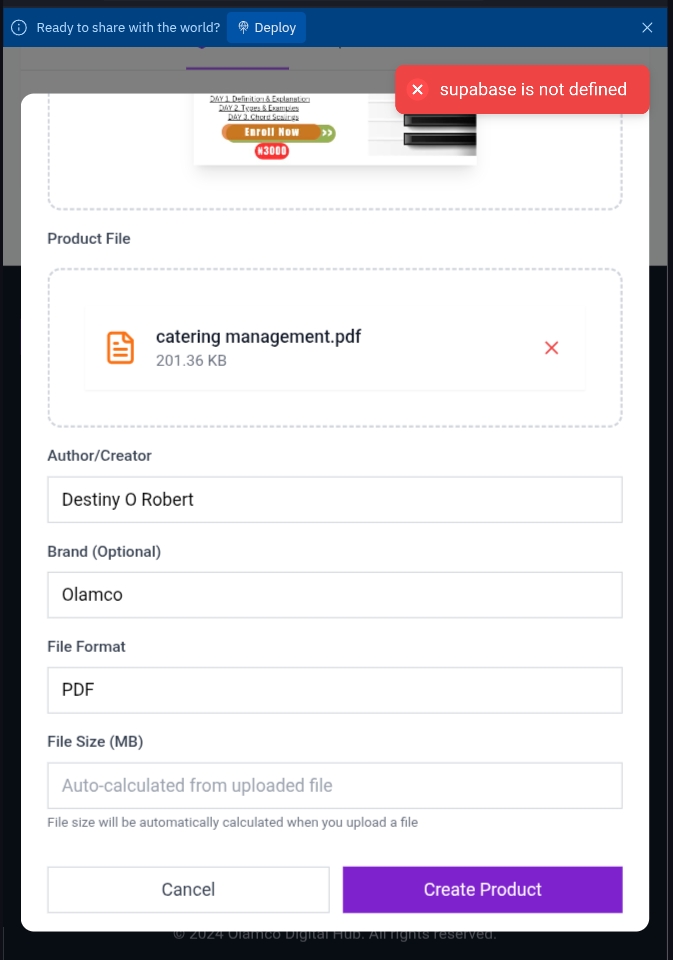 Ready to share with the world?
Deploy
supabase is not defined
DAY 1. Definition & Explanation
DAY 2. Types & Examples
DAY 3. Chord Scalings
Enroll Now >>
₦3000
Product File
catering management.pdf
201.36 KB
Author/Creator
Destiny O Robert
Brand (Optional)
Olamco
File Format
PDF
File Size (MB)
Auto-calculated from uploaded file
File size will be automatically calculated when you upload a file
Cancel
Create Product
© 2024 Olamco Digital Hub. All rights reserved.